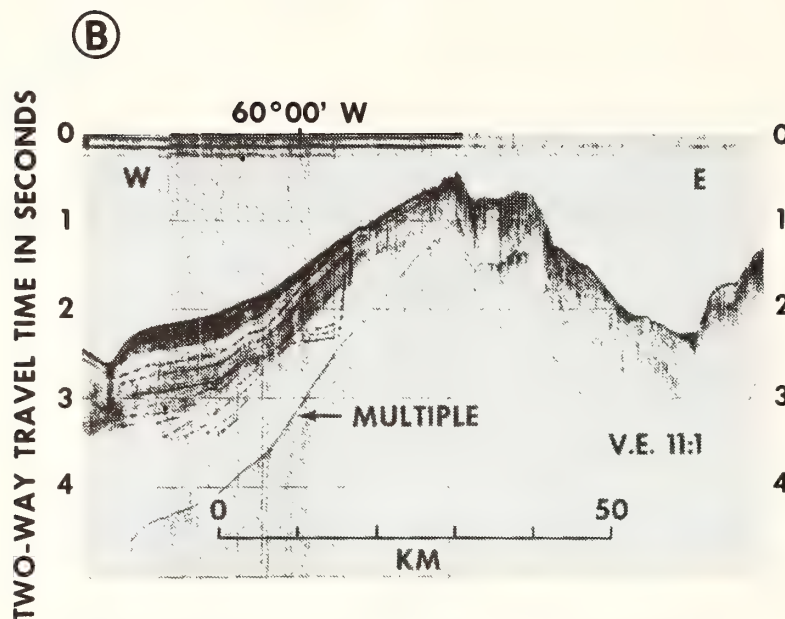 B
TWO-WAY TRAVEL TIME IN SECONDS
60°00' W
0 0
W E
1 1
2 2
3 3
MULTIPLE
V.E. 11:1
4 4
0 50
KM